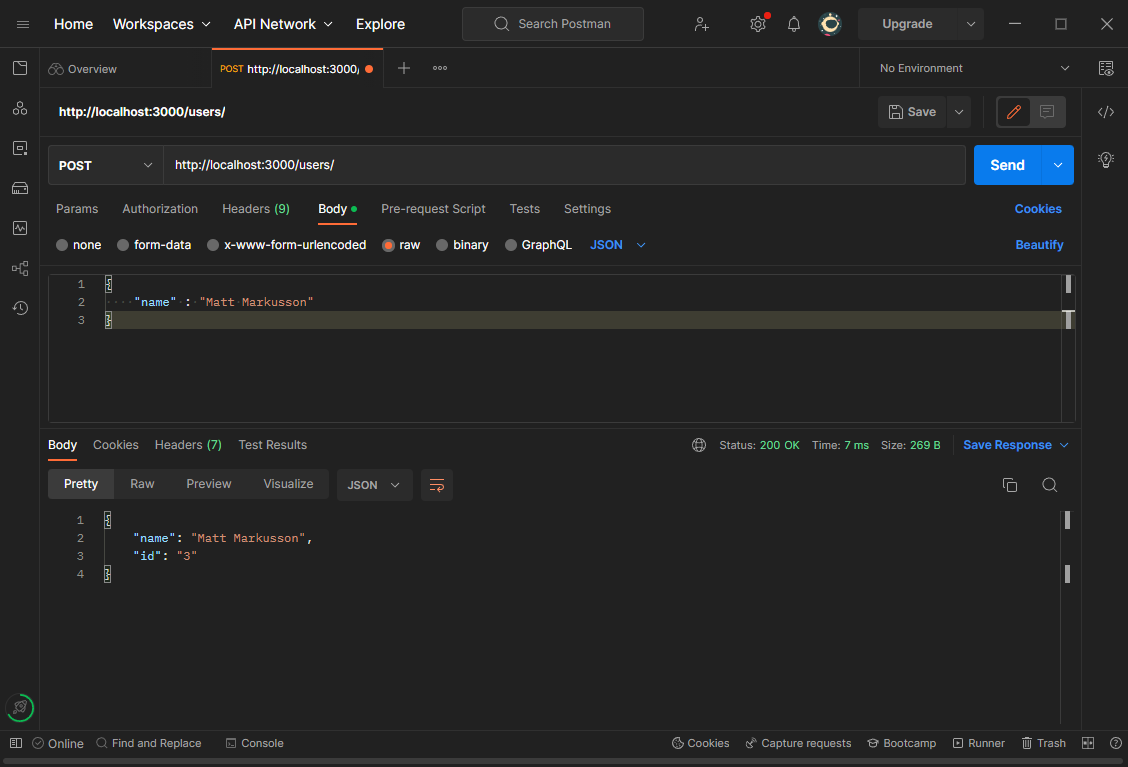 Home Workspaces API Network Explore Search Postman Upgrade
Overview POST http://localhost:3000/ No Environment
http://localhost:3000/users/ Save
POST http://localhost:3000/users/ Send
Params Authorization Headers (9) Body Pre-request Script Tests Settings Cookies
none form-data x-www-form-urlencoded raw binary GraphQL JSON Beautify
1 {
2 ····"name" : "Matt Markusson"
3 }
Body Cookies Headers (7) Test Results Status: 200 OK Time: 7 ms Size: 269 B Save Response
Pretty Raw Preview Visualize JSON
1 {
2 "name": "Matt Markusson",
3 "id": "3"
4 }
Online Find and Replace Console Cookies Capture requests Bootcamp Runner Trash